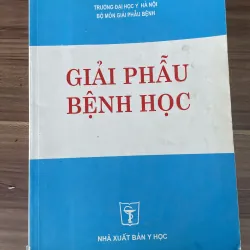 TRƯỜNG ĐẠI HỌC Y HÀ NỘI
BỘ MÔN GIẢI PHẪU BỆNH
GIẢI PHẪU
BỆNH HỌC
NHÀ XUẤT BẢN Y HỌC